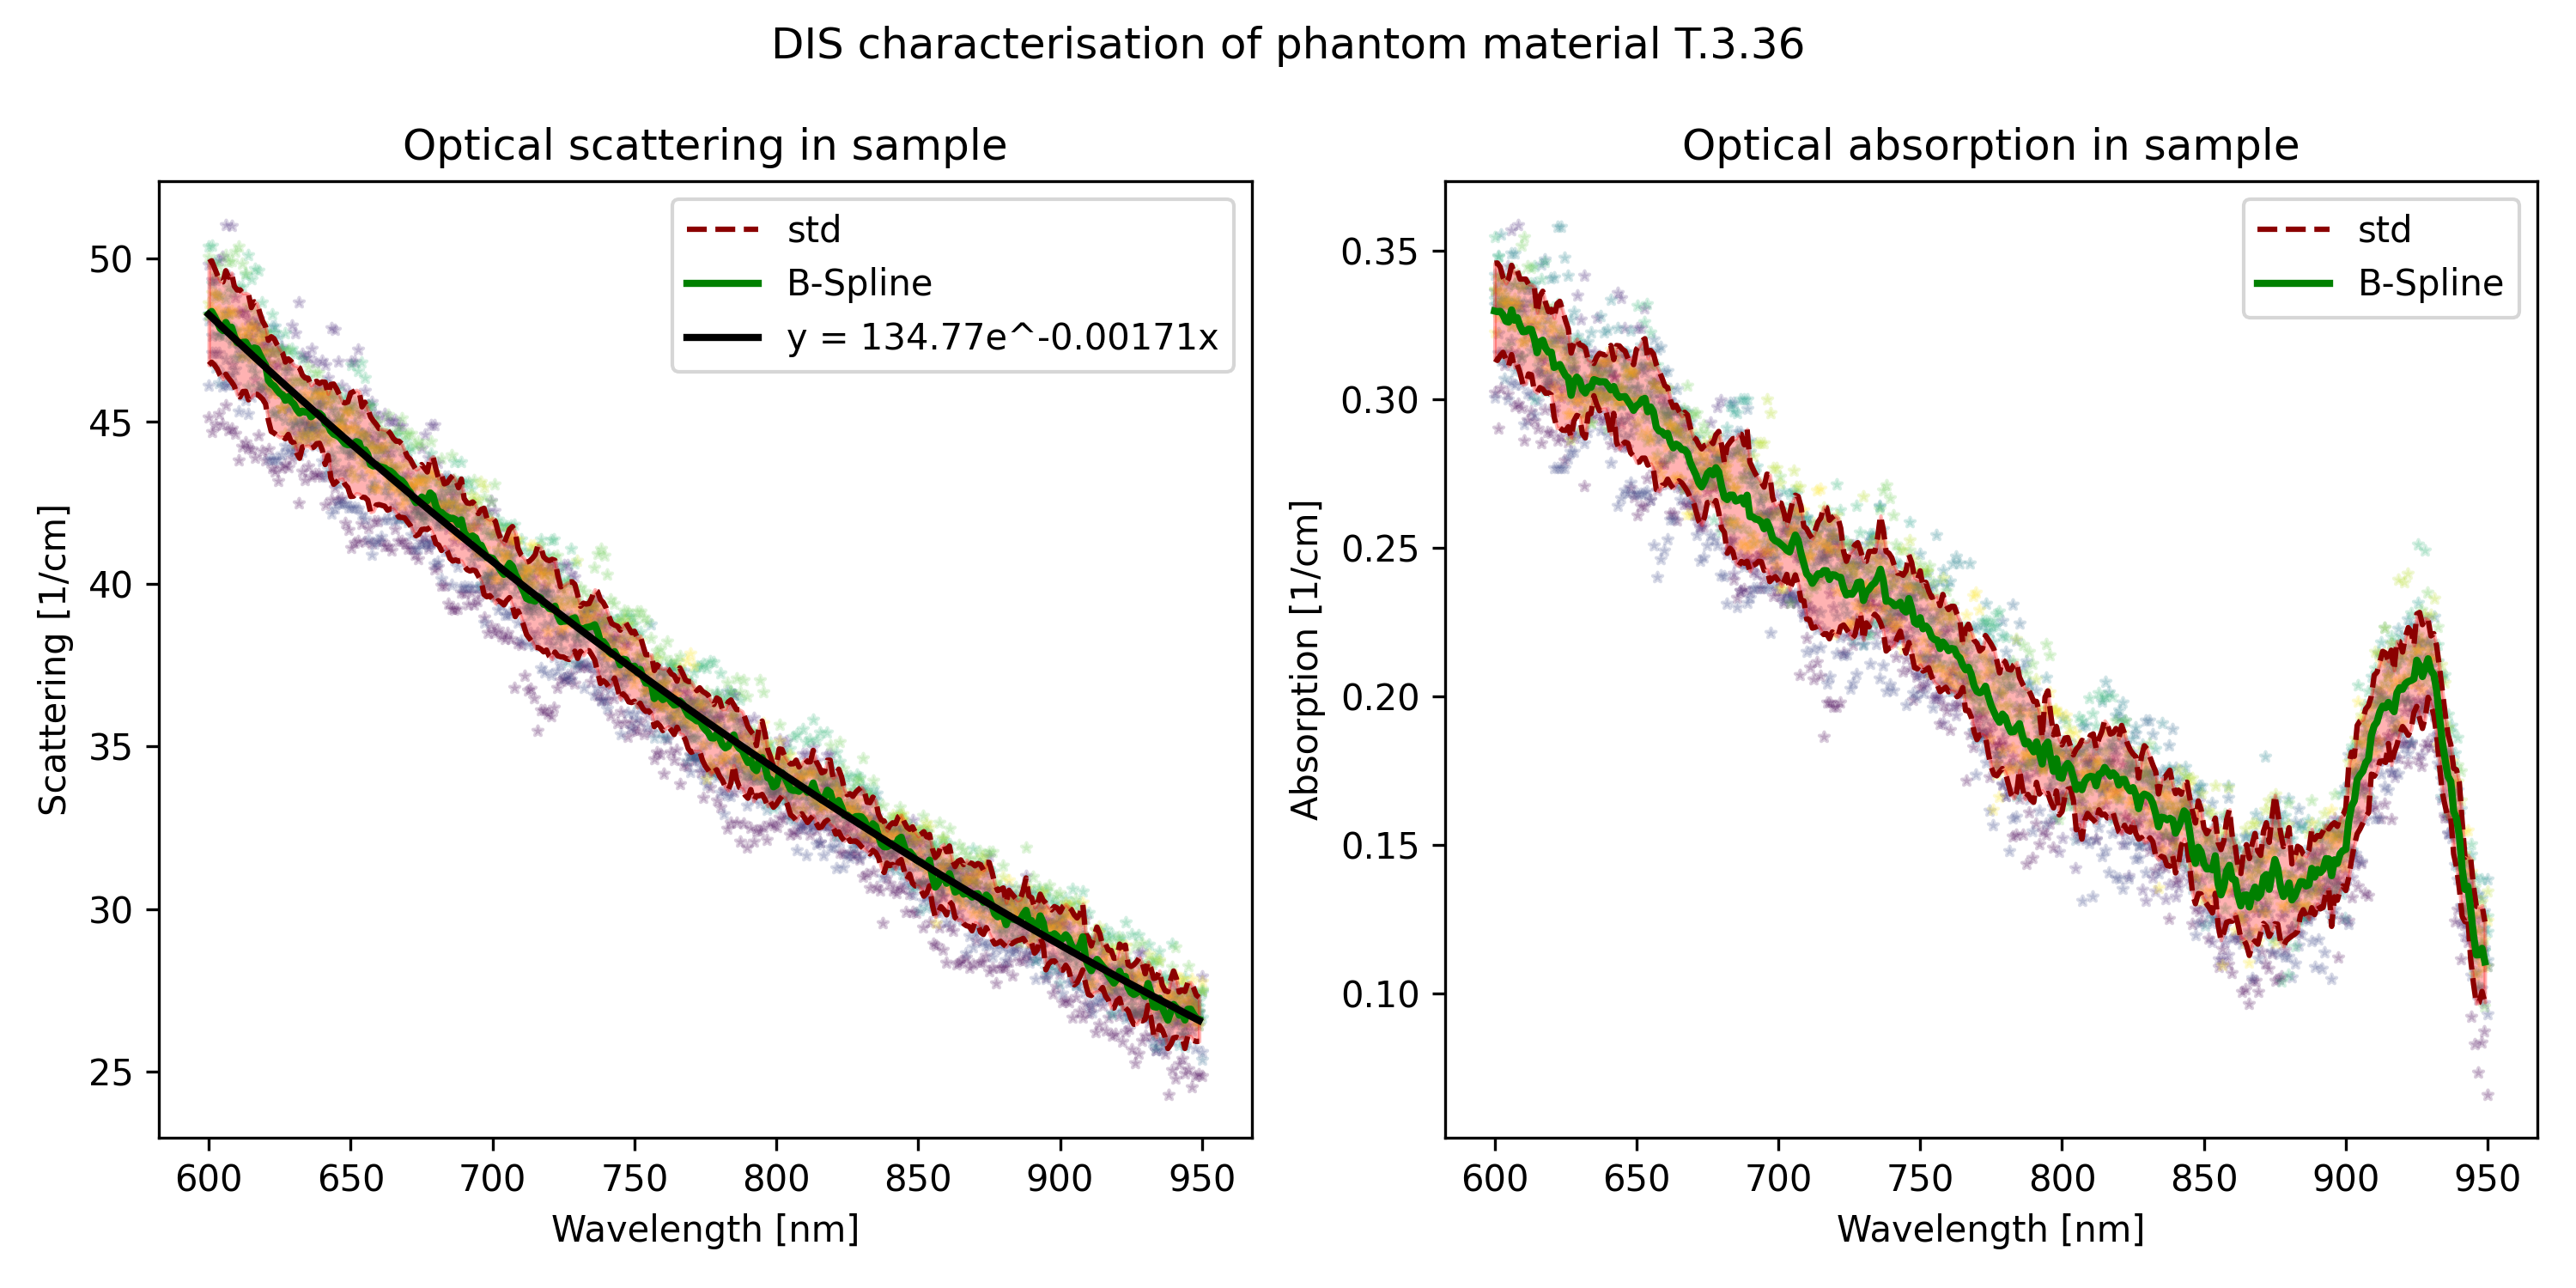 DIS characterisation of phantom material T.3.36
Optical scattering in sample
std
B-Spline
y = 134.77e^-0.00171x
50
45
40
35
30
25
Scattering [1/cm]
600 650 700 750 800 850 900 950
Wavelength [nm]
Optical absorption in sample
std
B-Spline
0.35
0.30
0.25
0.20
0.15
0.10
Absorption [1/cm]
600 650 700 750 800 850 900 950
Wavelength [nm]